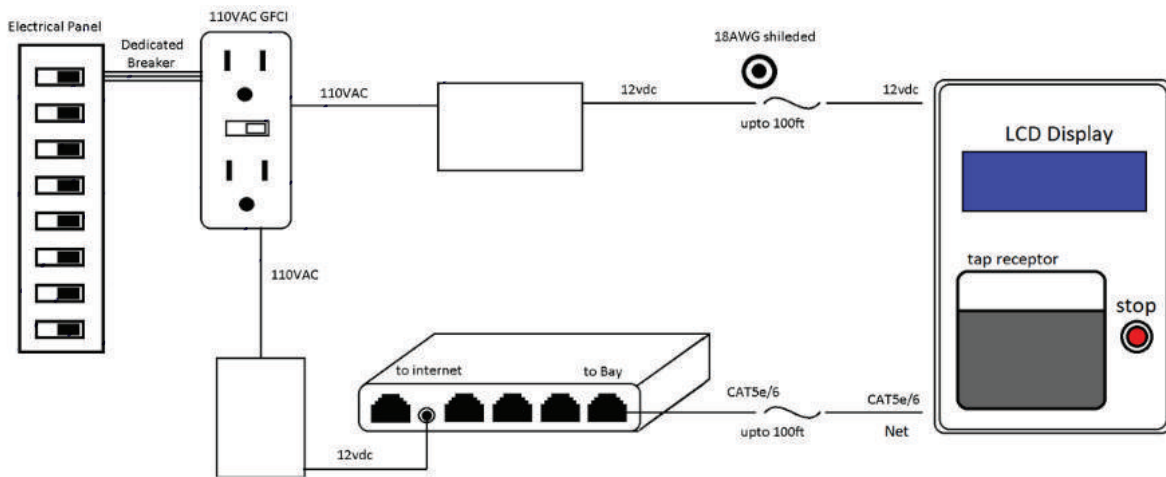 110VAC GFCI
Electrical Panel
Dedicated
Breaker
110VAC
12vdc
18AWG shileded
upto 100ft
12vdc
LCD Display
tap receptor
stop
110VAC
to internet
to Bay
12vdc
CAT5e/6
upto 100ft
CAT5e/6
Net